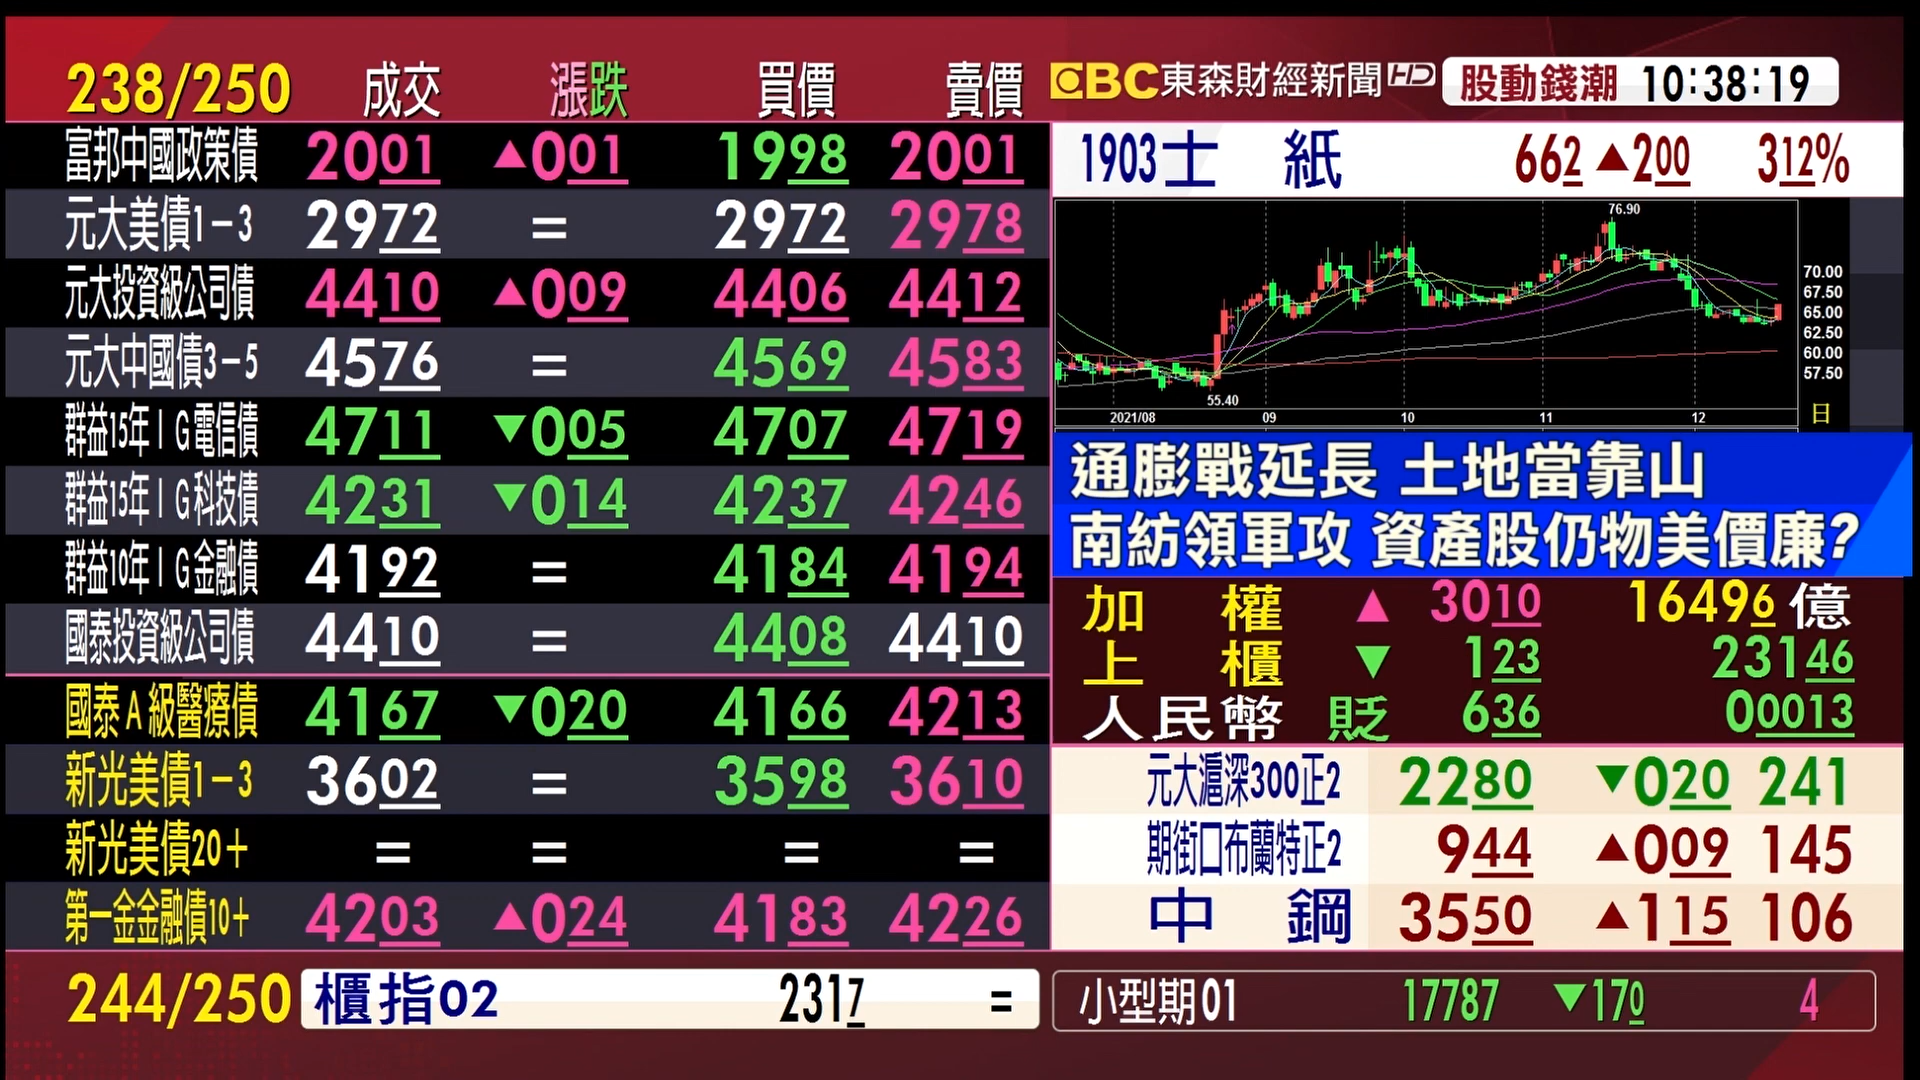 238/250 成交 漲跌 買價 賣價
富邦中國政策債 2001 ▲001 1998 2001
元大美債1-3 2972 = 2972 2978
元大投資級公司債 4410 ▲009 4406 4412
元大中國債3-5 4576 = 4569 4583
群益15年IG電信債 4711 ▼005 4707 4719
群益15年IG科技債 4231 ▼014 4237 4246
群益10年IG金融債 4192 = 4184 4194
國泰投資級公司債 4410 = 4408 4410
國泰A級醫療債 4167 ▼020 4166 4213
新光美債1-3 3602 = 3598 3610
新光美債20+ = = = =
第一金金融債10+ 4203 ▲024 4183 4226
244/250 櫃指02 2317 =
EBC東森財經新聞HD 股動錢潮 10:38:19
1903士紙 662 ▲200 312%
76.90
70.00
67.50
65.00
62.50
60.00
57.50
55.40
2021/08 09 10 11 12 日
通膨戰延長 土地當靠山
南紡領軍攻 資產股仍物美價廉?
加權 ▲ 3010 16496億
上櫃 ▼ 123 23146
人民幣 貶 636 00013
元大滬深300正2 2280 ▼020 241
期街口布蘭特正2 944 ▲009 145
中鋼 3550 ▲115 106
小型期01 17787 ▼170 4